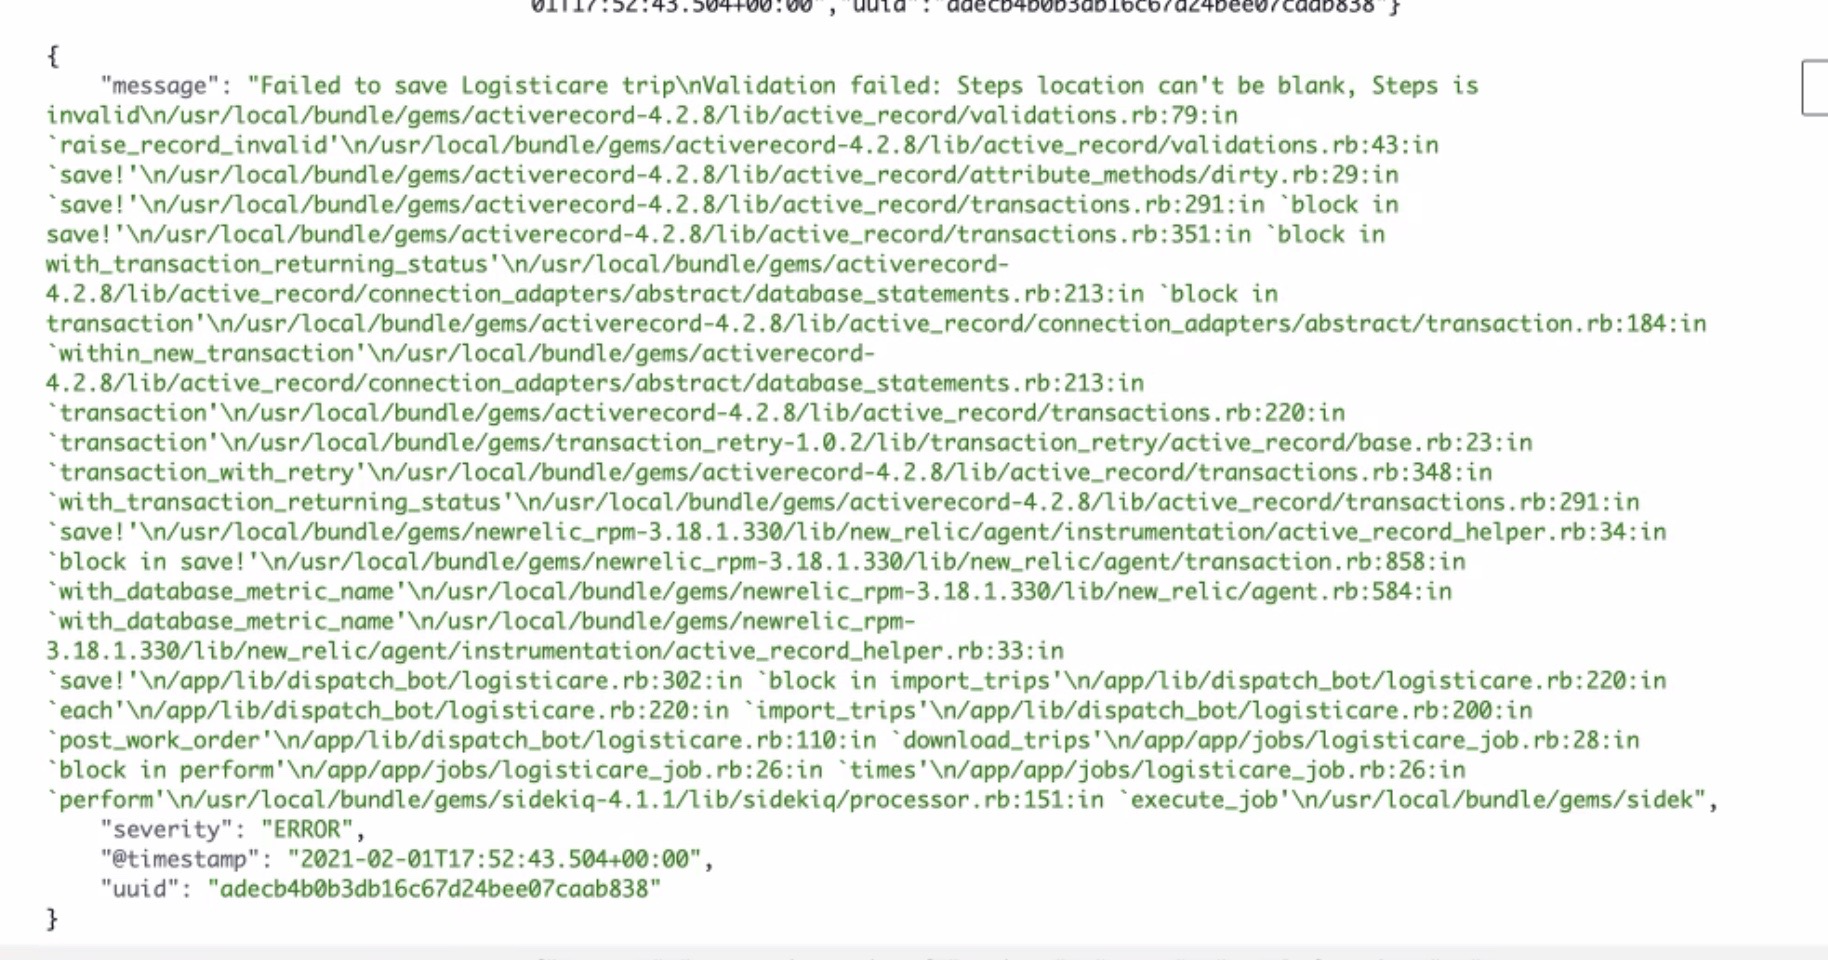 01T17:52:43.504+00:00","uuid":"adecb4b0b3db16c67d24bee07caab838"}
{
"message": "Failed to save Logisticare trip\nValidation failed: Steps location can't be blank, Steps is
invalid\n/usr/local/bundle/gems/activerecord-4.2.8/lib/active_record/validations.rb:79:in
`raise_record_invalid'\n/usr/local/bundle/gems/activerecord-4.2.8/lib/active_record/validations.rb:43:in
`save!'\n/usr/local/bundle/gems/activerecord-4.2.8/lib/active_record/attribute_methods/dirty.rb:29:in
`save!'\n/usr/local/bundle/gems/activerecord-4.2.8/lib/active_record/transactions.rb:291:in `block in
save!'\n/usr/local/bundle/gems/activerecord-4.2.8/lib/active_record/transactions.rb:351:in `block in
with_transaction_returning_status'\n/usr/local/bundle/gems/activerecord-
4.2.8/lib/active_record/connection_adapters/abstract/database_statements.rb:213:in `block in
transaction'\n/usr/local/bundle/gems/activerecord-4.2.8/lib/active_record/connection_adapters/abstract/transaction.rb:184:in
`within_new_transaction'\n/usr/local/bundle/gems/activerecord-
4.2.8/lib/active_record/connection_adapters/abstract/database_statements.rb:213:in
`transaction'\n/usr/local/bundle/gems/activerecord-4.2.8/lib/active_record/transactions.rb:220:in
`transaction'\n/usr/local/bundle/gems/transaction_retry-1.0.2/lib/transaction_retry/active_record/base.rb:23:in
`transaction_with_retry'\n/usr/local/bundle/gems/activerecord-4.2.8/lib/active_record/transactions.rb:348:in
`with_transaction_returning_status'\n/usr/local/bundle/gems/activerecord-4.2.8/lib/active_record/transactions.rb:291:in
`save!'\n/usr/local/bundle/gems/newrelic_rpm-3.18.1.330/lib/new_relic/agent/instrumentation/active_record_helper.rb:34:in
`block in save!'\n/usr/local/bundle/gems/newrelic_rpm-3.18.1.330/lib/new_relic/agent/transaction.rb:858:in
`with_database_metric_name'\n/usr/local/bundle/gems/newrelic_rpm-3.18.1.330/lib/new_relic/agent.rb:584:in
`with_database_metric_name'\n/usr/local/bundle/gems/newrelic_rpm-
3.18.1.330/lib/new_relic/agent/instrumentation/active_record_helper.rb:33:in
`save!'\n/app/lib/dispatch_bot/logisticare.rb:302:in `block in import_trips'\n/app/lib/dispatch_bot/logisticare.rb:220:in
`each'\n/app/lib/dispatch_bot/logisticare.rb:220:in `import_trips'\n/app/lib/dispatch_bot/logisticare.rb:200:in
`post_work_order'\n/app/lib/dispatch_bot/logisticare.rb:110:in `download_trips'\n/app/app/jobs/logisticare_job.rb:28:in
`block in perform'\n/app/app/jobs/logisticare_job.rb:26:in `times'\n/app/app/jobs/logisticare_job.rb:26:in
`perform'\n/usr/local/bundle/gems/sidekiq-4.1.1/lib/sidekiq/processor.rb:151:in `execute_job'\n/usr/local/bundle/gems/sidek",
"severity": "ERROR",
"@timestamp": "2021-02-01T17:52:43.504+00:00",
"uuid": "adecb4b0b3db16c67d24bee07caab838"
}